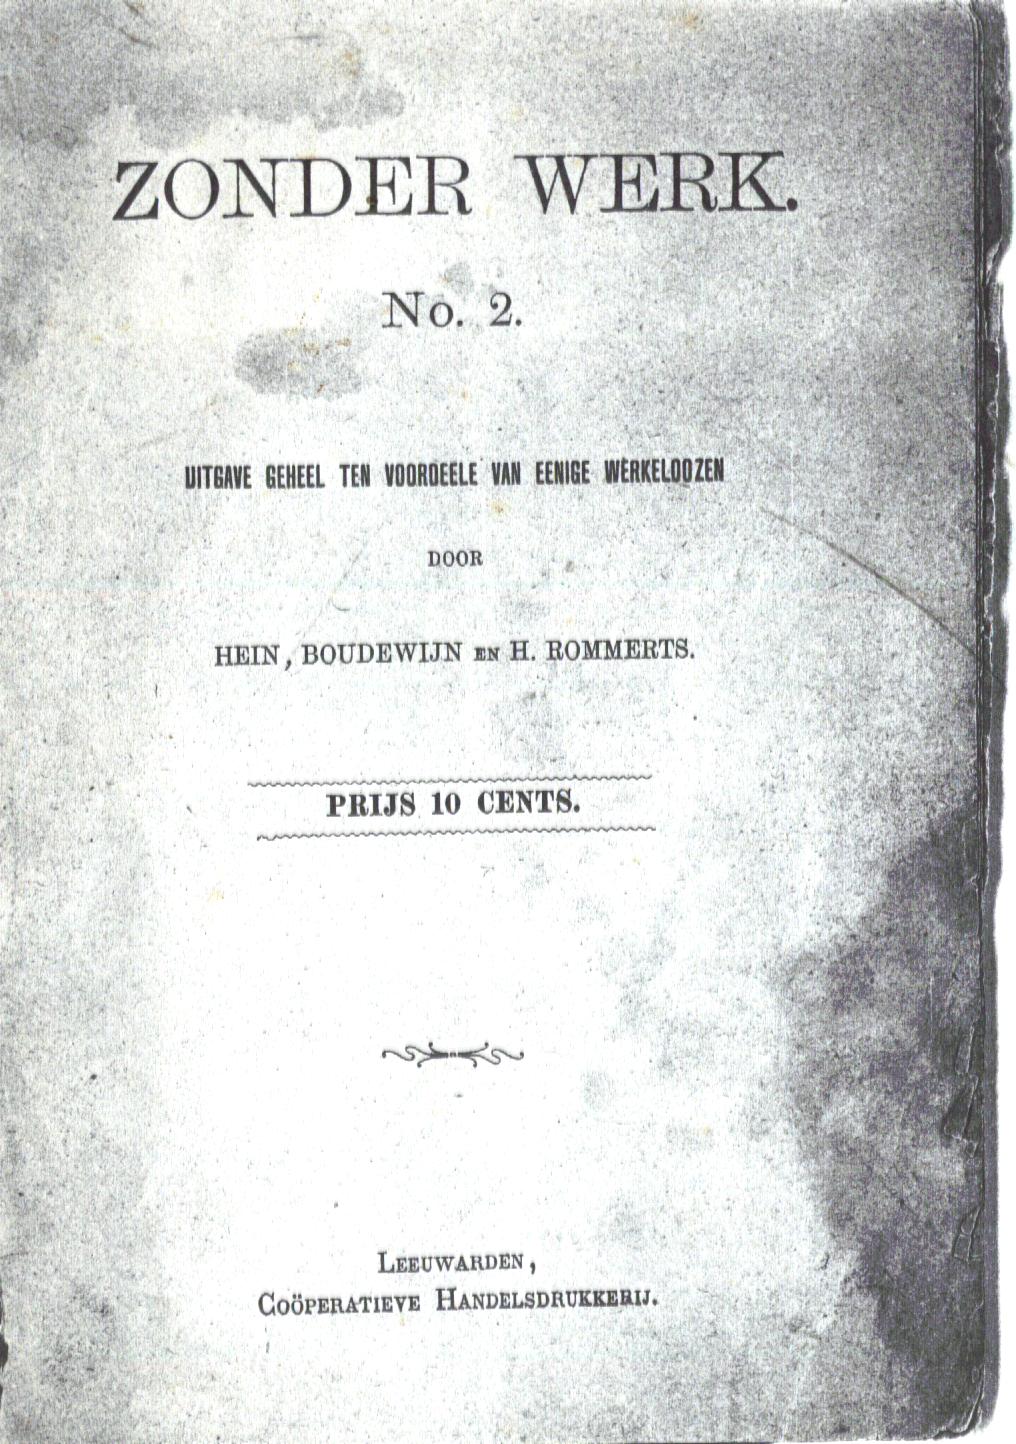 ZONDER WERK.
No. 2.
UITGAVE GEHEEL TEN VOORDEELE VAN EENIGE WERKELOOZEN
DOOR
HEIN, BOUDEWIJN EN H. ROMMERTS.
PRIJS 10 CENTS.
LEEUWARDEN,
COÖPERATIEVE HANDELSDRUKKERIJ.